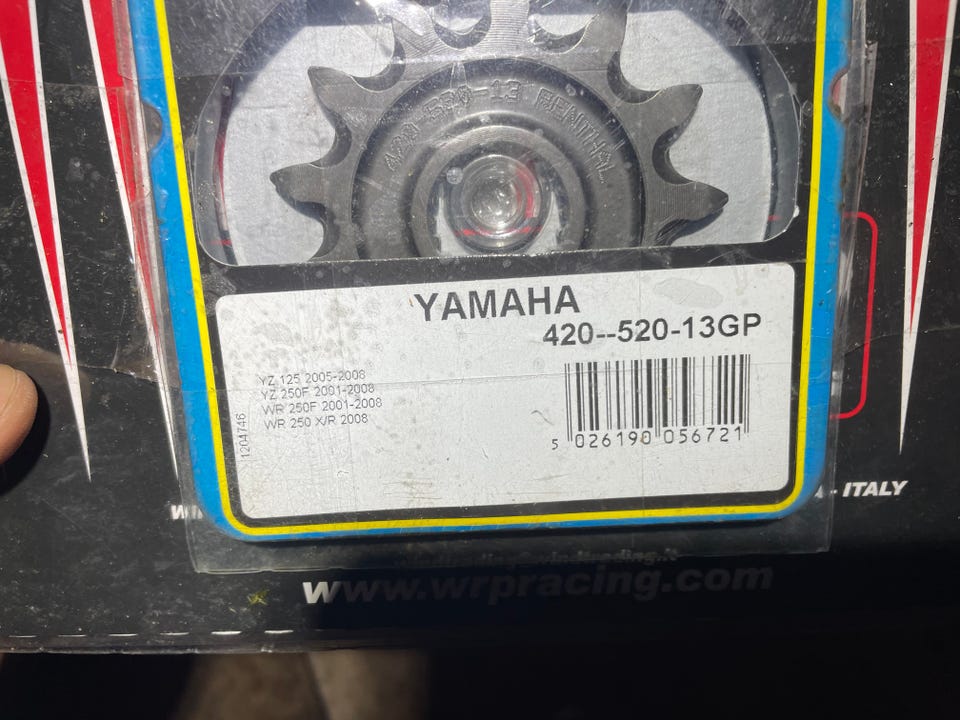 420-520-13 RENTHAL
YAMAHA
420--520-13GP
YZ 125 2005-2008
YZ 250F 2001-2008
WR 250F 2001-2008
WR 250 X/R 2008
1204746
5 026190 056721
- ITALY
www.wrpracing.com